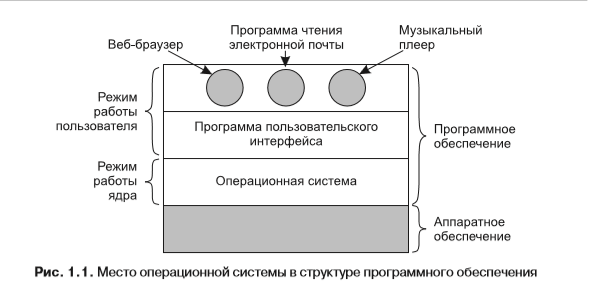 Веб-браузер
Программа чтения
электронной почты
Музыкальный
плеер
Режим
работы
пользователя
Программа пользовательского
интерфейса
Программное
обеспечение
Режим
работы
ядра
Операционная система
Аппаратное
обеспечение
Рис. 1.1. Место операционной системы в структуре программного обеспечения